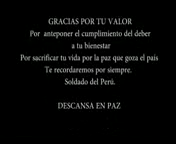 GRACIAS POR TU VALOR
Por anteponer el cumplimiento del deber
a tu bienestar
Por sacrificar tu vida por la paz que goza el país
Te recordaremos por siempre.
Soldado del Perú.
DESCANSA EN PAZ